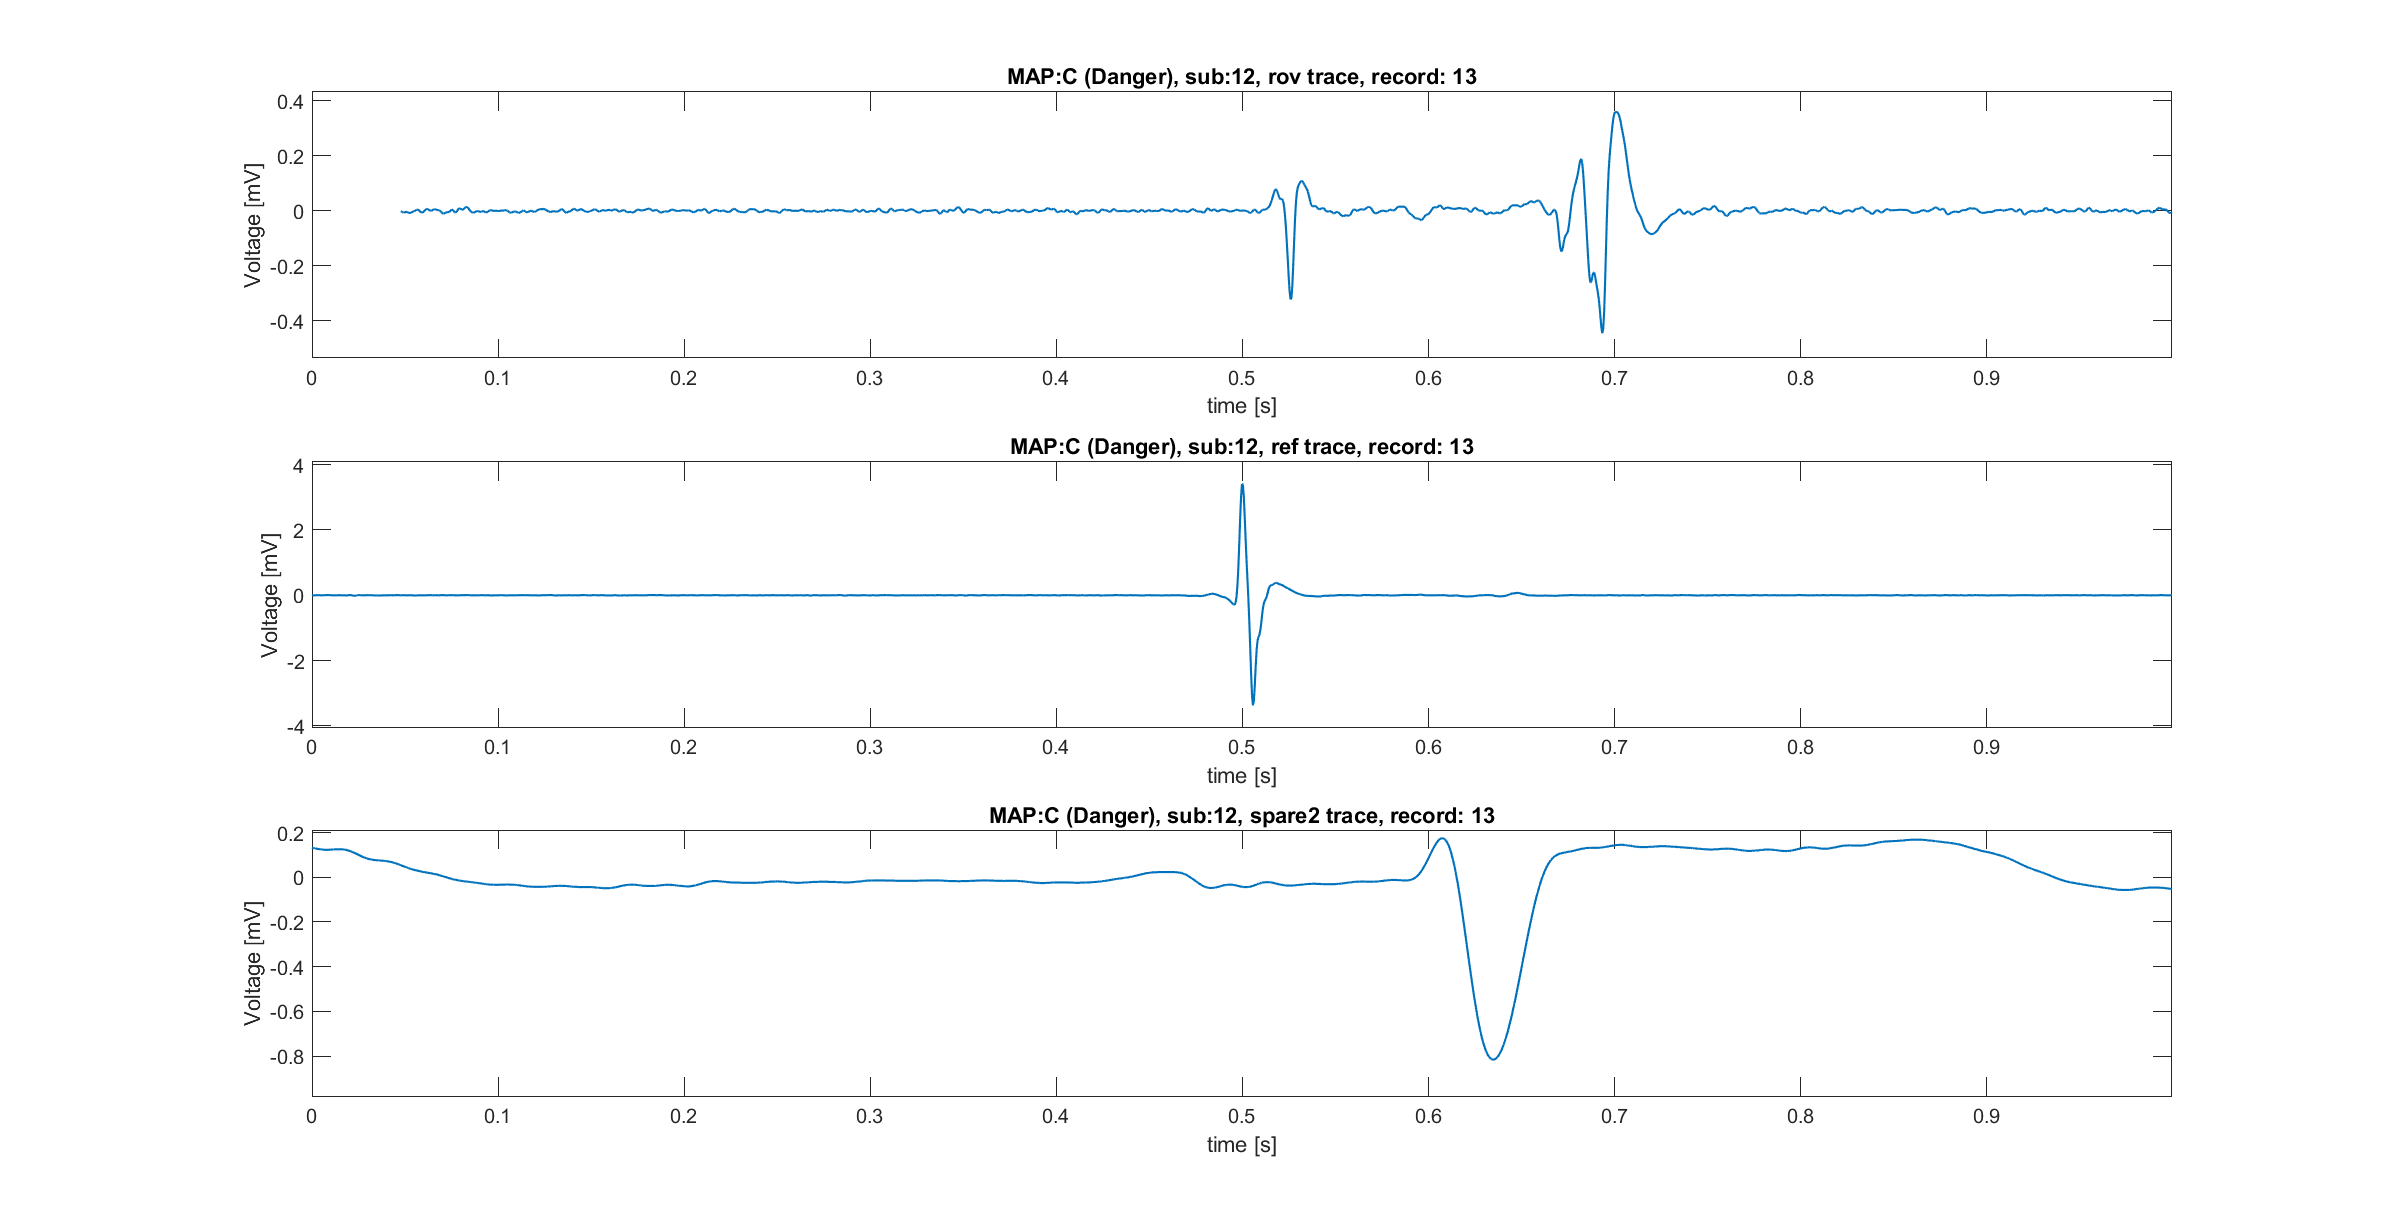 MAP:C (Danger), sub:12, rov trace, record: 13
0.4
0.2
0
-0.2
-0.4
Voltage [mV]
0 0.1 0.2 0.3 0.4 0.5 0.6 0.7 0.8 0.9
time [s]
MAP:C (Danger), sub:12, ref trace, record: 13
4
2
0
-2
-4
Voltage [mV]
0 0.1 0.2 0.3 0.4 0.5 0.6 0.7 0.8 0.9
time [s]
MAP:C (Danger), sub:12, spare2 trace, record: 13
0.2
0
-0.2
-0.4
-0.6
-0.8
Voltage [mV]
0 0.1 0.2 0.3 0.4 0.5 0.6 0.7 0.8 0.9
time [s]